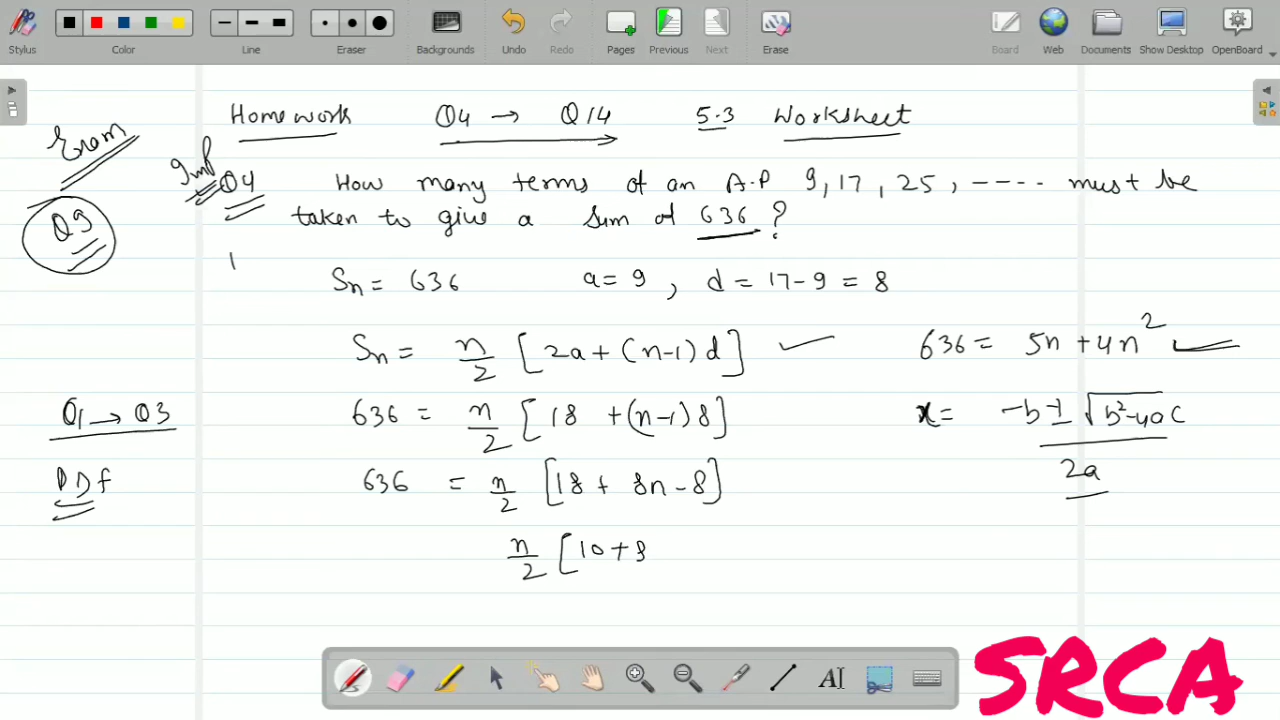 Stylus Color Line Eraser Backgrounds Undo Redo Pages Previous Next Erase Board Web Documents Show Desktop OpenBoard
Homework Q4 → Q14 5.3 Worksheet
Exam
Imp
Q4 How many terms of an A.P 9, 17, 25, ---- must be
taken to give a sum of 636 ?
Q9
Sn = 636 a = 9 , d = 17-9 = 8
Sn = n/2 [2a + (n-1) d]
636 = n/2 [18 + (n-1) 8]
636 = n/2 [18 + 8n - 8]
n/2 [10 + 8
636 = 5n + 4n²
x = -b ± √b²-4ac / 2a
Q1 → Q3
PDf
AI
SRCA